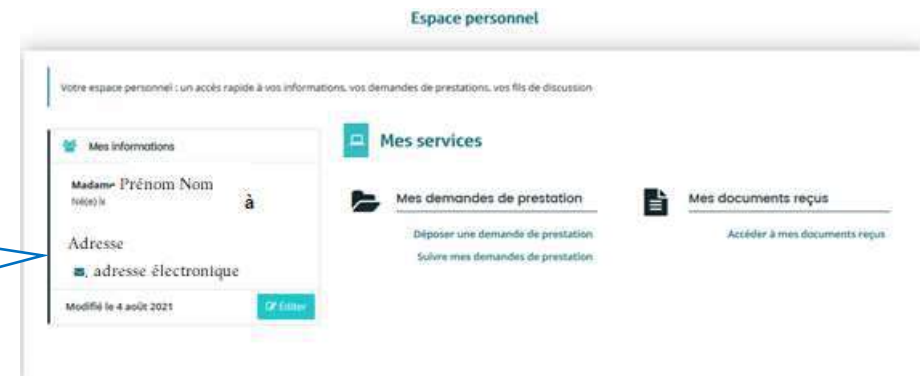 Espace personnel
Votre espace personnel : un accès rapide à vos informations, vos demandes de prestations, vos fils de discussion
Mes informations
Madame Prénom Nom
Né(e) le à
Adresse
adresse électronique
Modifié le 4 août 2021
Éditer
Mes services
Mes demandes de prestation
Déposer une demande de prestation
Suivre mes demandes de prestation
Mes documents reçus
Accéder à mes documents reçus